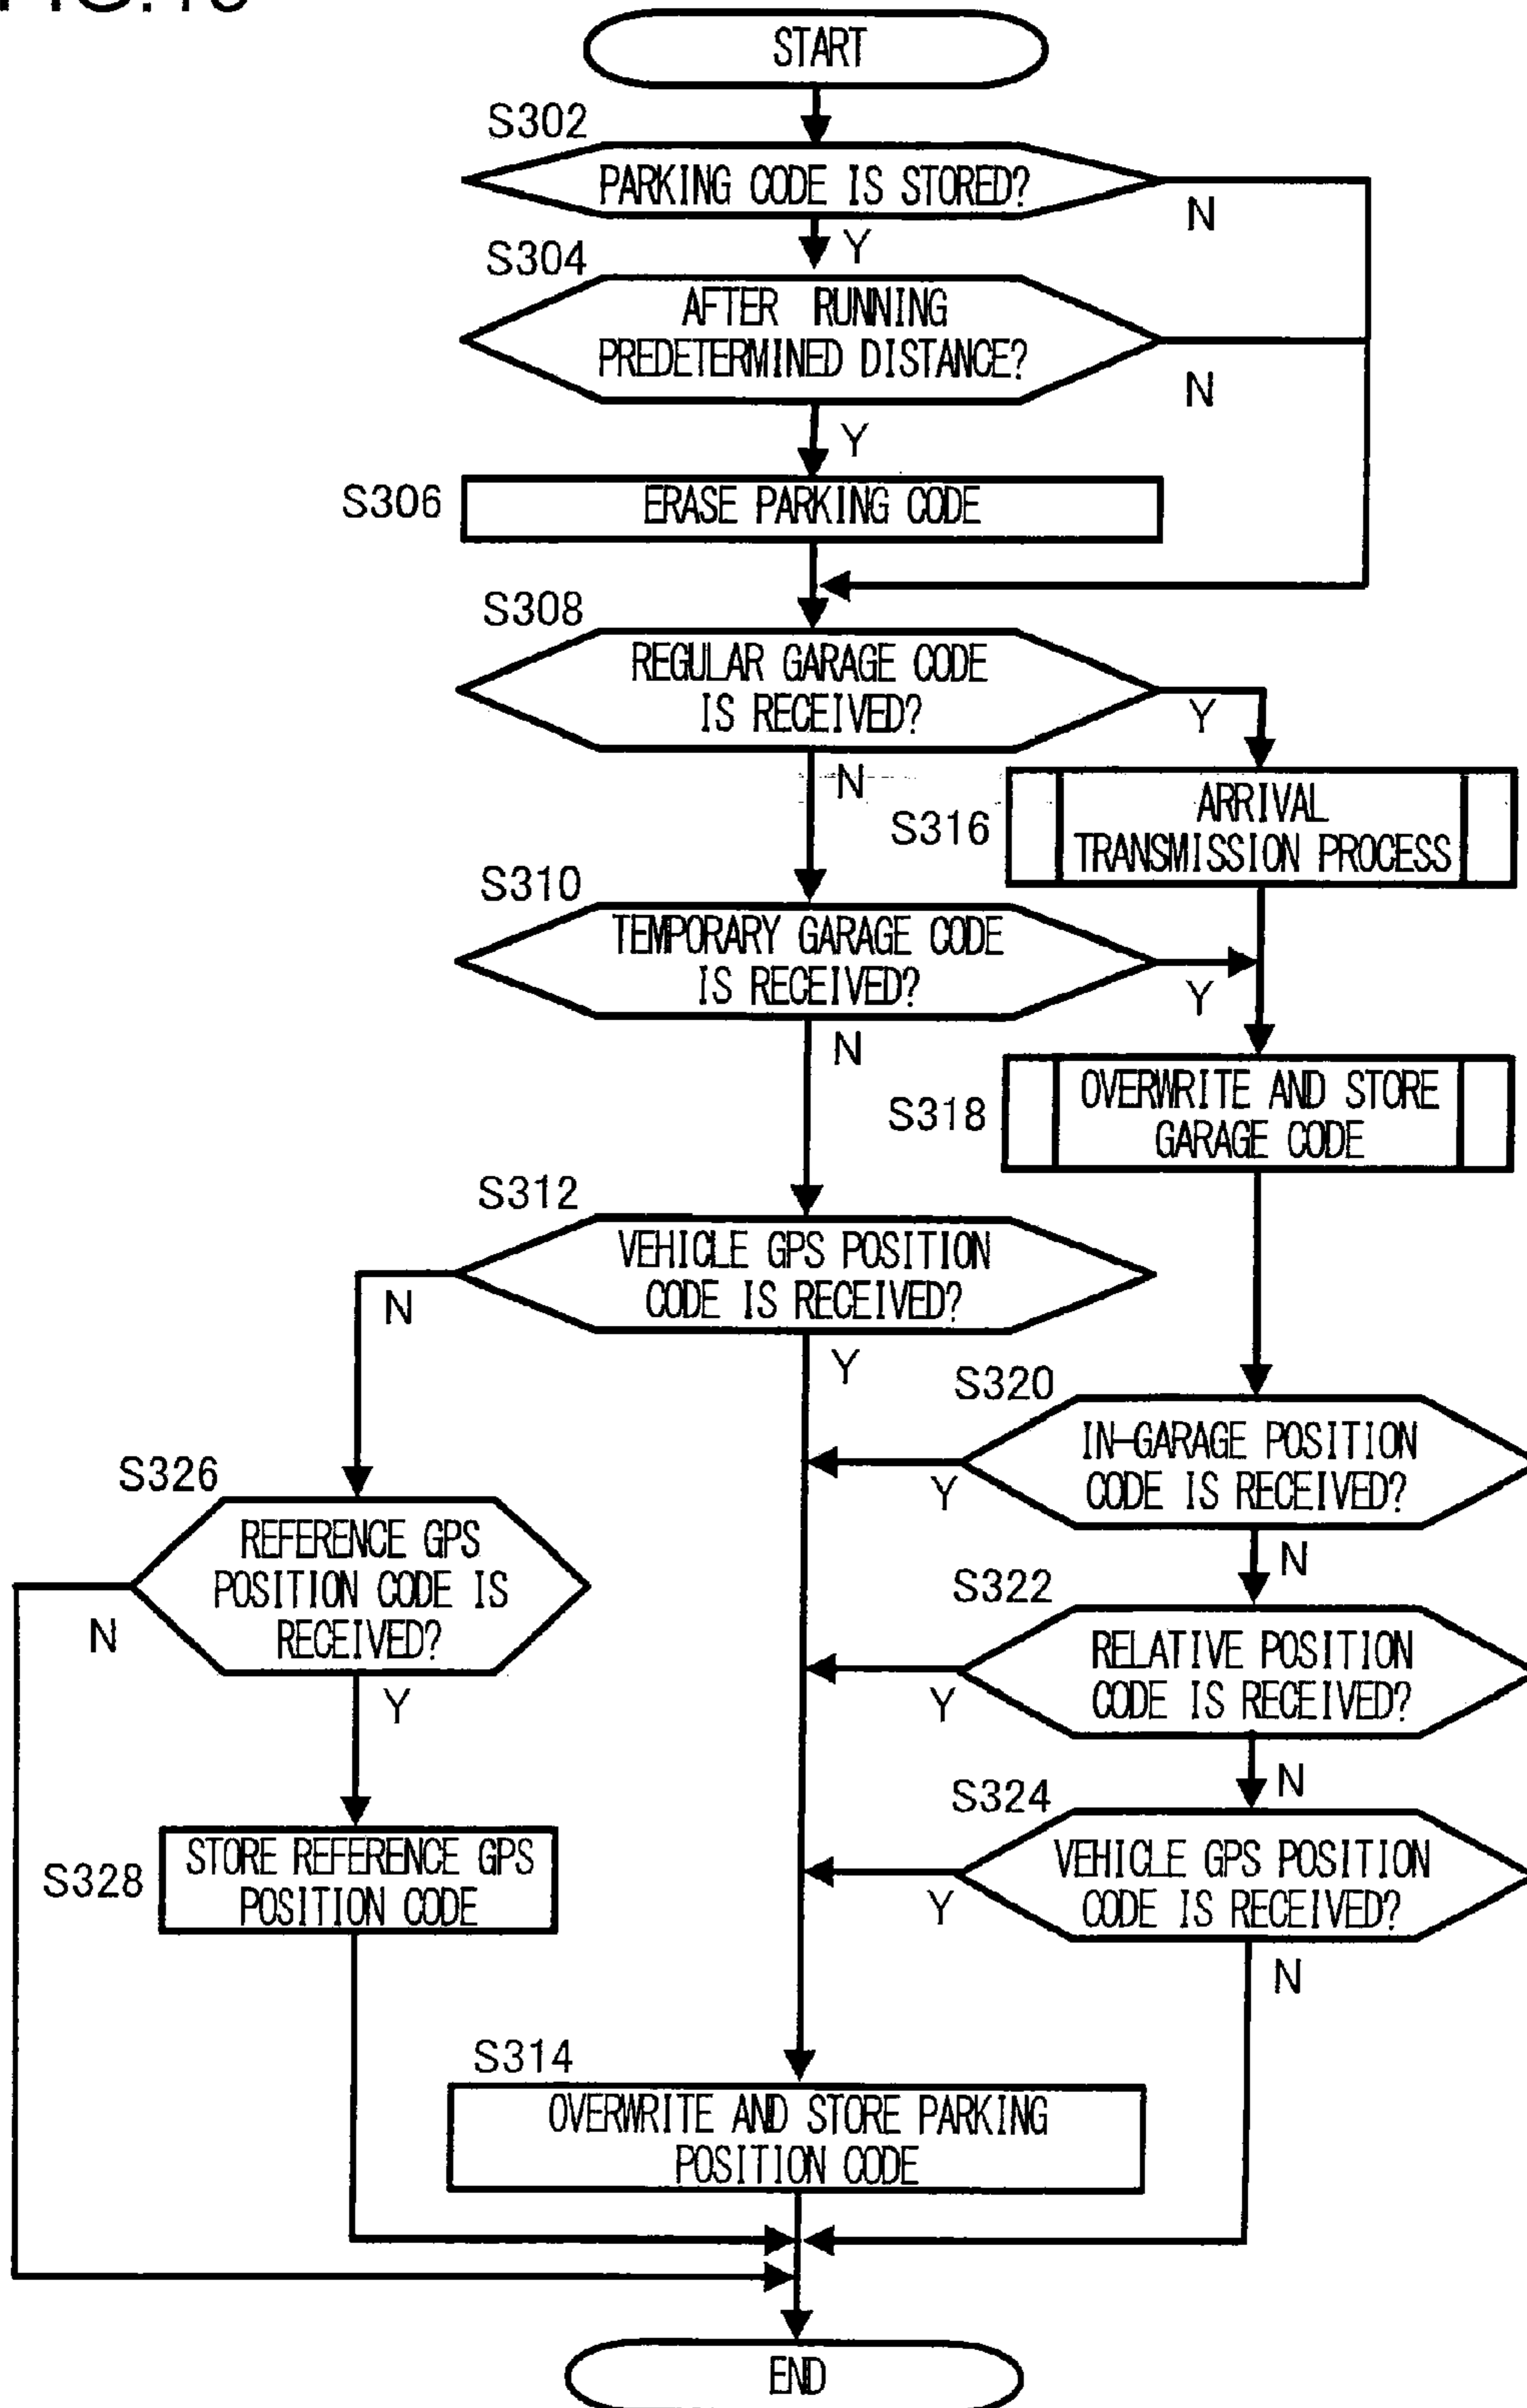 START
S302
PARKING CODE IS STORED?
N
Y
S304
AFTER RUNNING
PREDETERMINED DISTANCE?
N
Y
S306
ERASE PARKING CODE
S308
REGULAR GARAGE CODE
IS RECEIVED?
Y
N
S316
ARRIVAL
TRANSMISSION PROCESS
S310
TEMPORARY GARAGE CODE
IS RECEIVED?
Y
N
S318
OVERWRITE AND STORE
GARAGE CODE
S312
VEHICLE GPS POSITION
CODE IS RECEIVED?
N
Y
S320
IN-GARAGE POSITION
CODE IS RECEIVED?
Y
N
S326
REFERENCE GPS
POSITION CODE IS
RECEIVED?
N
Y
S322
RELATIVE POSITION
CODE IS RECEIVED?
Y
N
S324
VEHICLE GPS POSITION
CODE IS RECEIVED?
Y
N
S328
STORE REFERENCE GPS
POSITION CODE
S314
OVERWRITE AND STORE PARKING
POSITION CODE
END